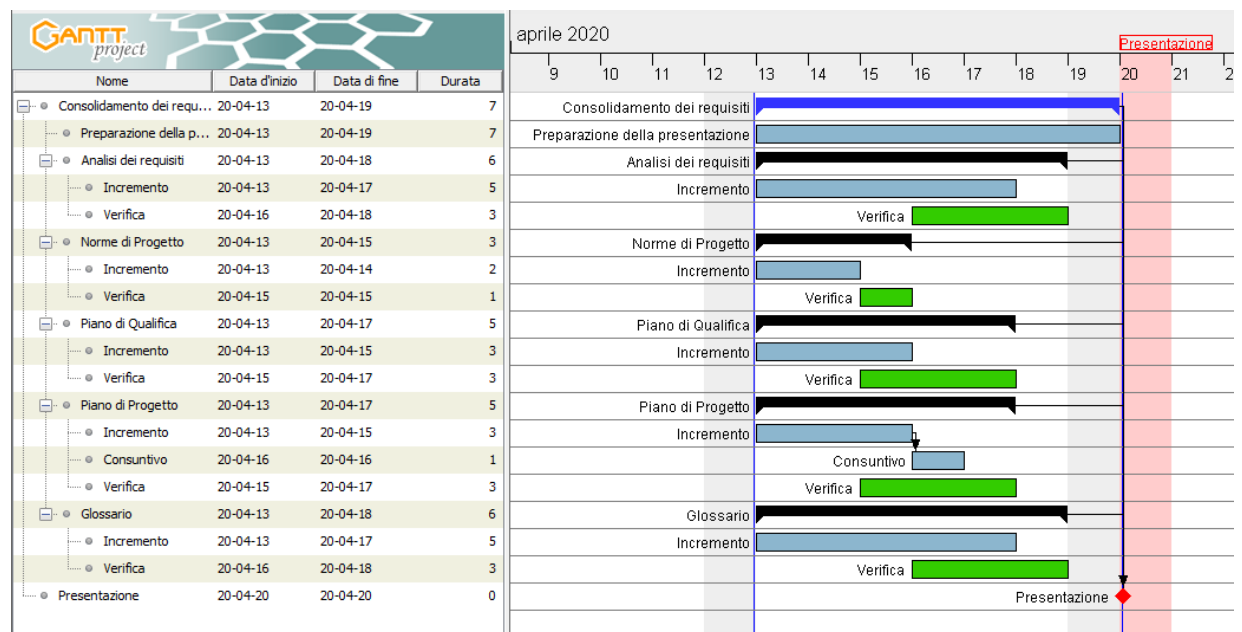 GANTT
project
aprile 2020
Presentazione
9 10 11 12 13 14 15 16 17 18 19 20 21 2
Nome Data d'inizio Data di fine Durata
Consolidamento dei requ... 20-04-13 20-04-19 7 Consolidamento dei requisiti
Preparazione della p... 20-04-13 20-04-19 7 Preparazione della presentazione
Analisi dei requisiti 20-04-13 20-04-18 6 Analisi dei requisiti
Incremento 20-04-13 20-04-17 5 Incremento
Verifica 20-04-16 20-04-18 3 Verifica
Norme di Progetto 20-04-13 20-04-15 3 Norme di Progetto
Incremento 20-04-13 20-04-14 2 Incremento
Verifica 20-04-15 20-04-15 1 Verifica
Piano di Qualifica 20-04-13 20-04-17 5 Piano di Qualifica
Incremento 20-04-13 20-04-15 3 Incremento
Verifica 20-04-15 20-04-17 3 Verifica
Piano di Progetto 20-04-13 20-04-17 5 Piano di Progetto
Incremento 20-04-13 20-04-15 3 Incremento
Consuntivo 20-04-16 20-04-16 1 Consuntivo
Verifica 20-04-15 20-04-17 3 Verifica
Glossario 20-04-13 20-04-18 6 Glossario
Incremento 20-04-13 20-04-17 5 Incremento
Verifica 20-04-16 20-04-18 3 Verifica
Presentazione 20-04-20 20-04-20 0 Presentazione